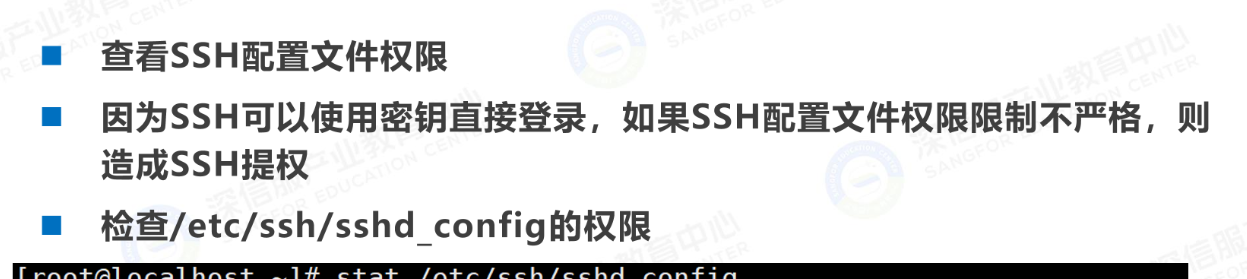 查看SSH配置文件权限
因为SSH可以使用密钥直接登录，如果SSH配置文件权限限制不严格，则
造成SSH提权
检查/etc/ssh/sshd_config的权限
[root@localhost ~]# stat /etc/ssh/sshd_config